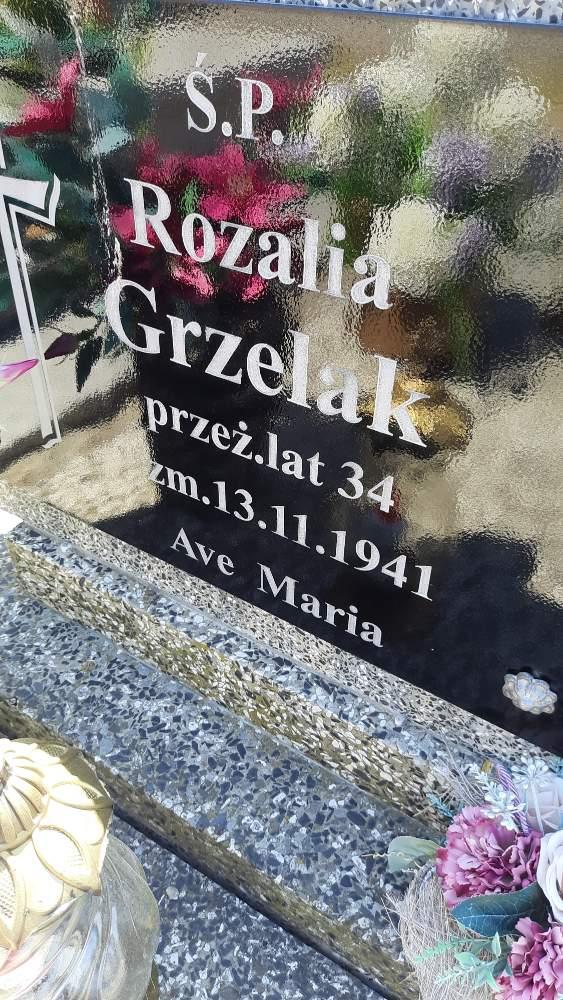 Ś.P.
Rozalia
Grzelak
przeż.lat 34
zm.13.11.1941
Ave Maria